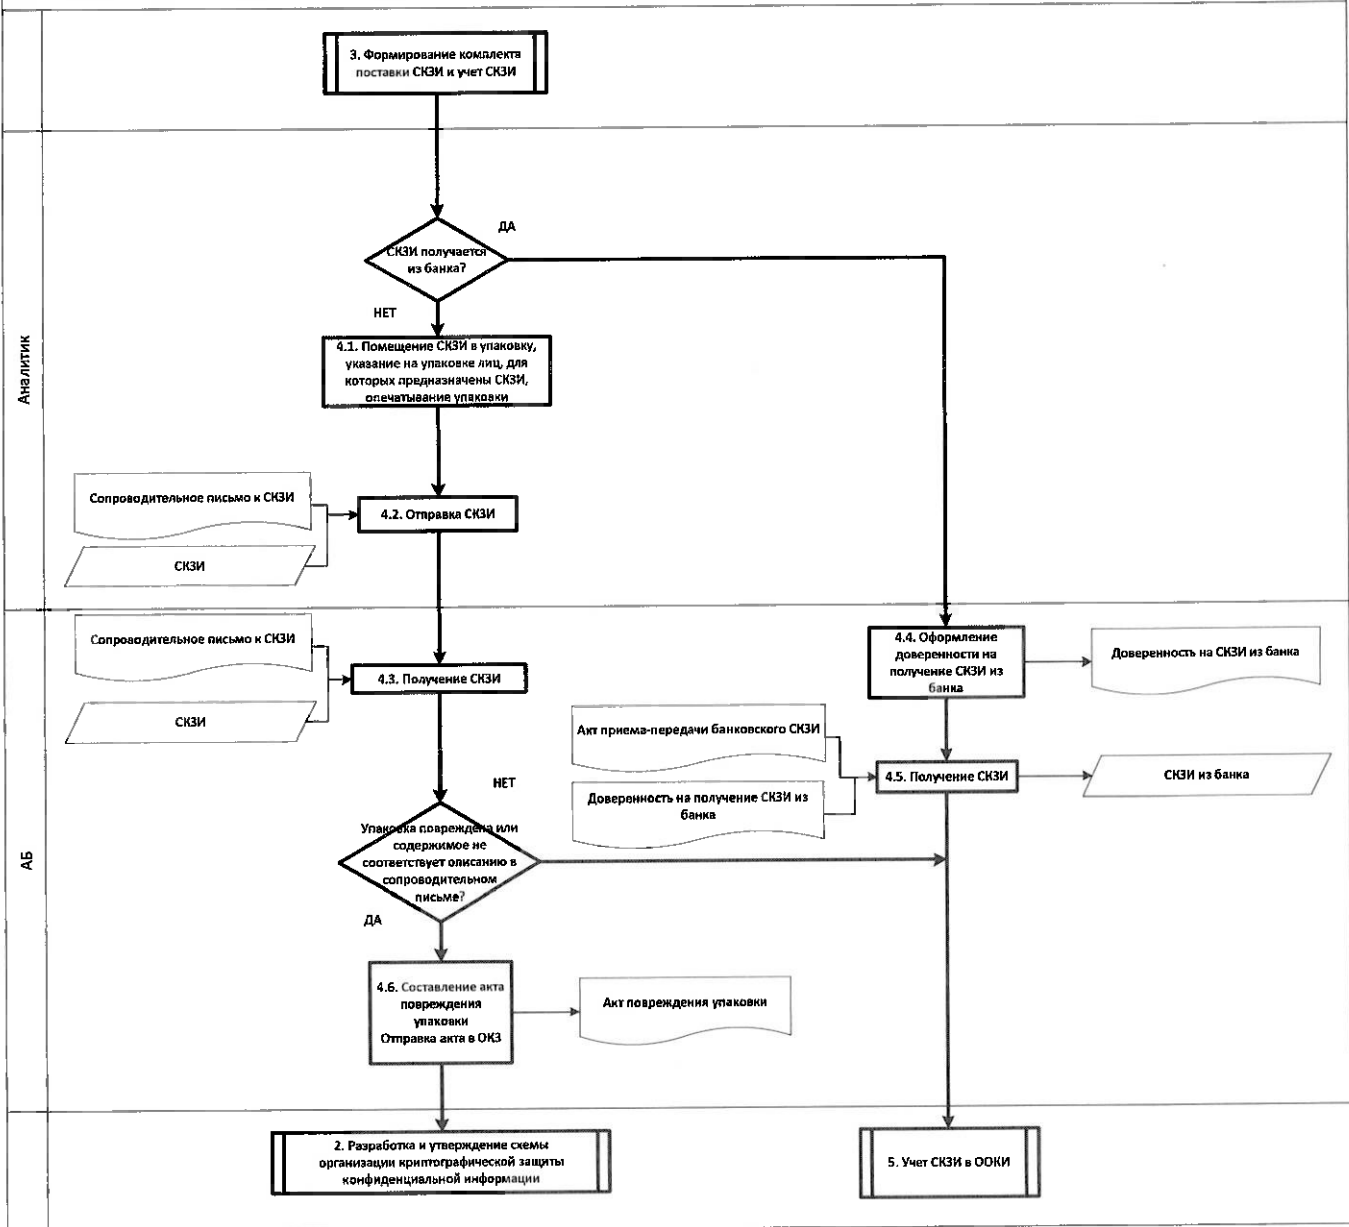 3. Формирование комплекта
поставки СКЗИ и учет СКЗИ
Аналитик
ДА
СКЗИ получается
из банка?
НЕТ
4.1. Помещение СКЗИ в упаковку,
указание на упаковке лиц, для
которых предназначены СКЗИ,
опечатывание упаковки
Сопроводительное письмо к СКЗИ
4.2. Отправка СКЗИ
СКЗИ
АБ
Сопроводительное письмо к СКЗИ
4.3. Получение СКЗИ
СКЗИ
4.4. Оформление
доверенности на
получение СКЗИ из
банка
Доверенность на СКЗИ из банка
Акт приема-передачи банковского СКЗИ
4.5. Получение СКЗИ
СКЗИ из банка
Доверенность на получение СКЗИ из
банка
НЕТ
Упаковка повреждена или
содержимое не
соответствует описанию в
сопроводительном
письме?
ДА
4.6. Составление акта
повреждения
упаковки
Отправка акта в ОКЗ
Акт повреждения упаковки
2. Разработка и утверждение схемы
организации криптографической защиты
конфиденциальной информации
5. Учет СКЗИ в ООКИ